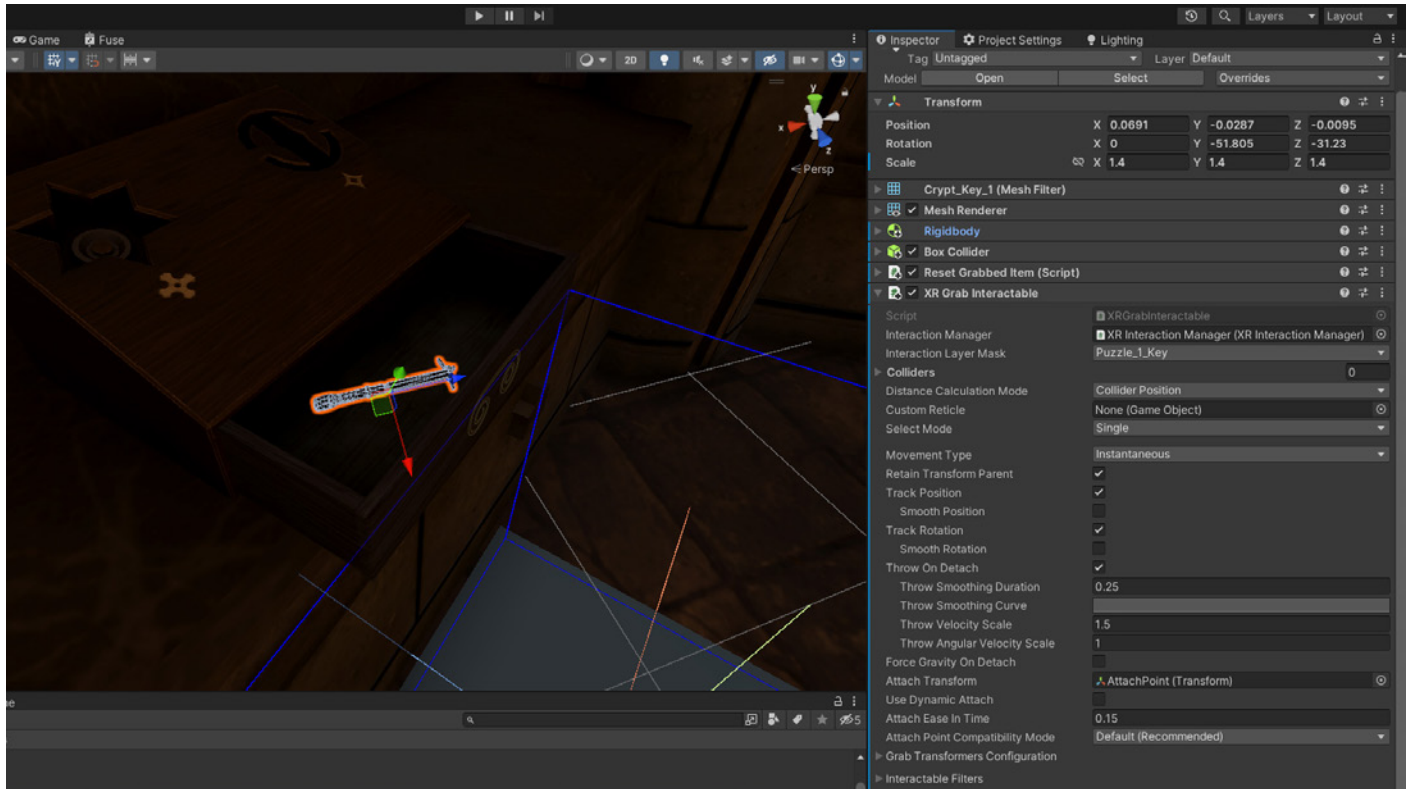 Layers Layout
Game Fuse
Inspector Project Settings Lighting
Tag Untagged Layer Default
Model Open Select Overrides
2D
Transform
Position X 0.0691 Y -0.0287 Z -0.0095
Rotation X 0 Y -51.805 Z -31.23
Scale X 1.4 Y 1.4 Z 1.4
y
x
z
Persp
Crypt_Key_1 (Mesh Filter)
Mesh Renderer
Rigidbody
Box Collider
Reset Grabbed Item (Script)
XR Grab Interactable
Script XRGrabInteractable
Interaction Manager XR Interaction Manager (XR Interaction Manager)
Interaction Layer Mask Puzzle_1_Key
Colliders 0
Distance Calculation Mode Collider Position
Custom Reticle None (Game Object)
Select Mode Single
Movement Type Instantaneous
Retain Transform Parent
Track Position
Smooth Position
Track Rotation
Smooth Rotation
Throw On Detach
Throw Smoothing Duration 0.25
Throw Smoothing Curve
Throw Velocity Scale 1.5
Throw Angular Velocity Scale 1
Force Gravity On Detach
Attach Transform AttachPoint (Transform)
Use Dynamic Attach
Attach Ease In Time 0.15
Attach Point Compatibility Mode Default (Recommended)
Grab Transformers Configuration
Interactable Filters
5